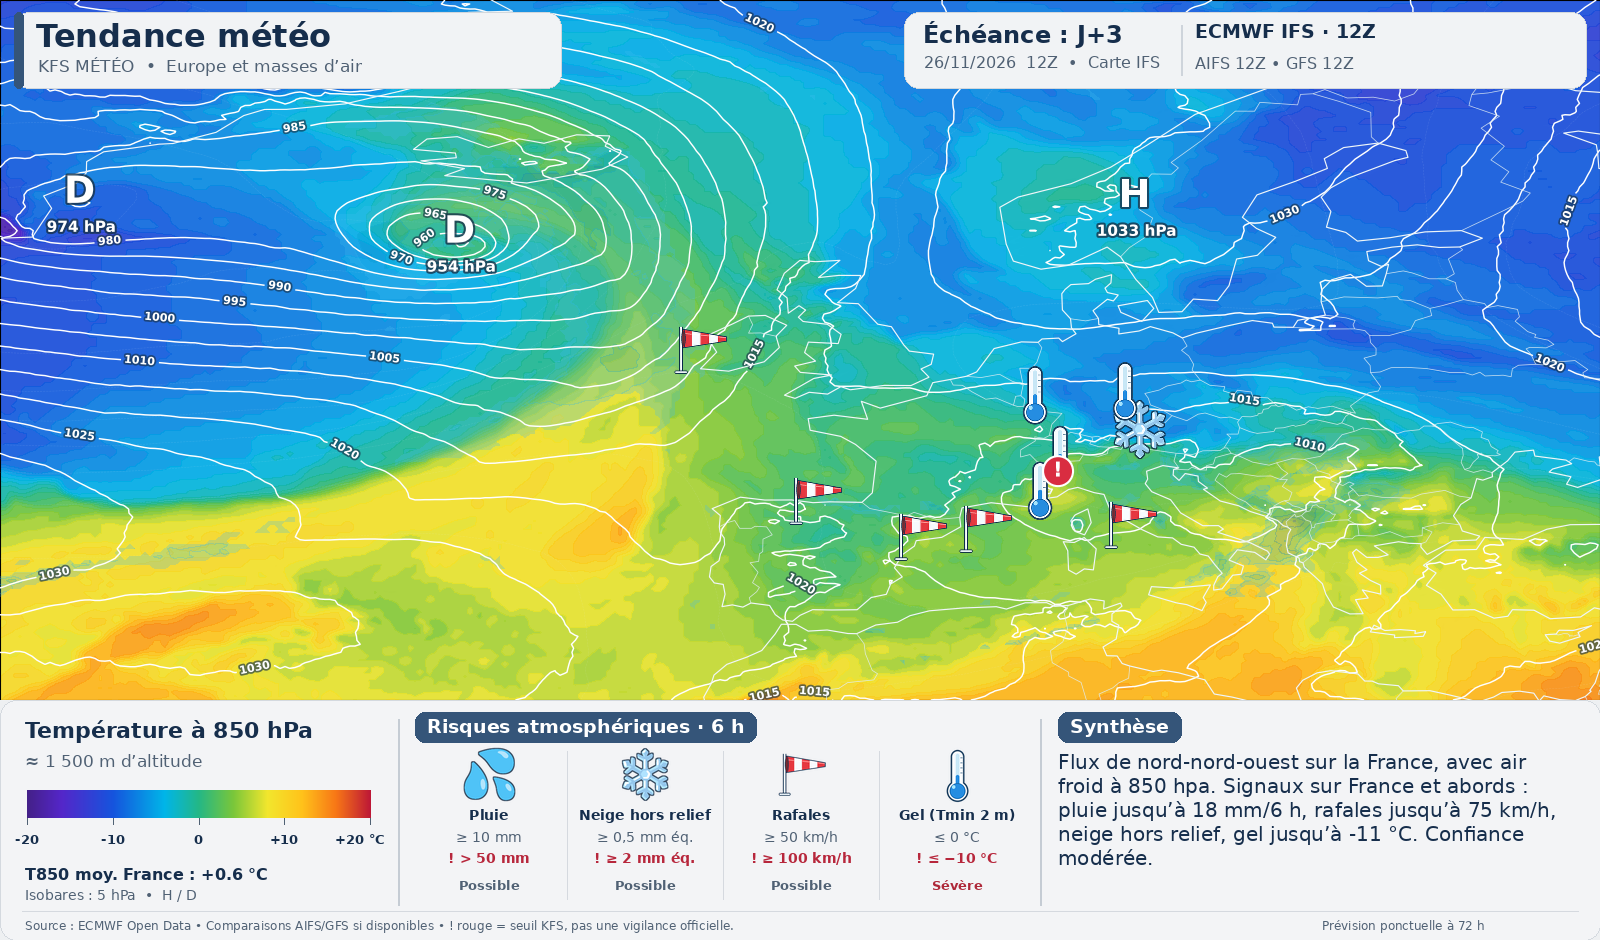 Tendance météo
KFS MÉTÉO • Europe et masses d’air
Échéance : J+3
26/11/2026 12Z • Carte IFS
ECMWF IFS · 12Z
AIFS 12Z • GFS 12Z
1020
985
D
974 hPa
980
975
965
D
960
970
954 hPa
990
995
1000
1010
1005
1025
1020
1030
1030
H
1033 hPa
1030
1015
1020
1015
1015
1010
!
1020
1015
1015
102
Température à 850 hPa
≈ 1 500 m d’altitude
-20
-10
0
+10
+20 °C
T850 moy. France : +0.6 °C
Isobares : 5 hPa • H / D
Risques atmosphériques · 6 h
Pluie
≥ 10 mm
! > 50 mm
Possible
Neige hors relief
≥ 0,5 mm éq.
! ≥ 2 mm éq.
Possible
Rafales
≥ 50 km/h
! ≥ 100 km/h
Possible
Gel (Tmin 2 m)
≤ 0 °C
! ≤ −10 °C
Sévère
Synthèse
Flux de nord-nord-ouest sur la France, avec air
froid à 850 hpa. Signaux sur France et abords :
pluie jusqu’à 18 mm/6 h, rafales jusqu’à 75 km/h,
neige hors relief, gel jusqu’à -11 °C. Confiance
modérée.
Source : ECMWF Open Data • Comparaisons AIFS/GFS si disponibles • ! rouge = seuil KFS, pas une vigilance officielle.
Prévision ponctuelle à 72 h